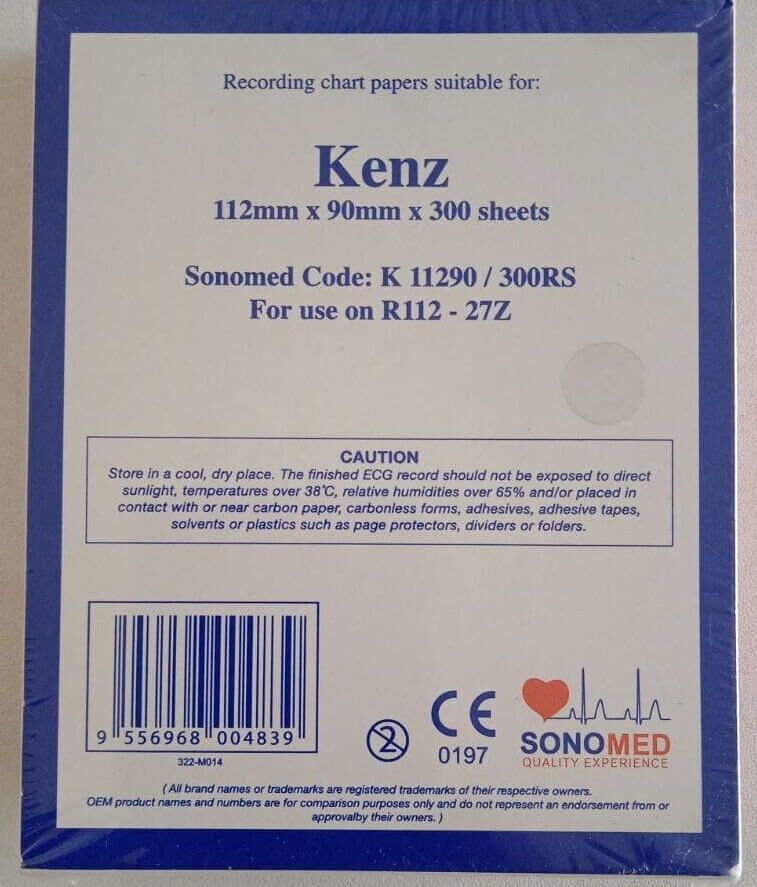 Recording chart papers suitable for:
Kenz
112mm x 90mm x 300 sheets
Sonomed Code: K 11290 / 300RS
For use on R112 - 27Z
CAUTION
Store in a cool, dry place. The finished ECG record should not be exposed to direct
sunlight, temperatures over 38°C, relative humidities over 65% and/or placed in
contact with or near carbon paper, carbonless forms, adhesives, adhesive tapes,
solvents or plastics such as page protectors, dividers or folders.
9 556968 004839
322-M014
2
CE
0197
SONOMED
QUALITY EXPERIENCE
( All brand names or trademarks are registered trademarks of their respective owners.
OEM product names and numbers are for comparison purposes only and do not represent an endorsement from or
approvalby their owners. )